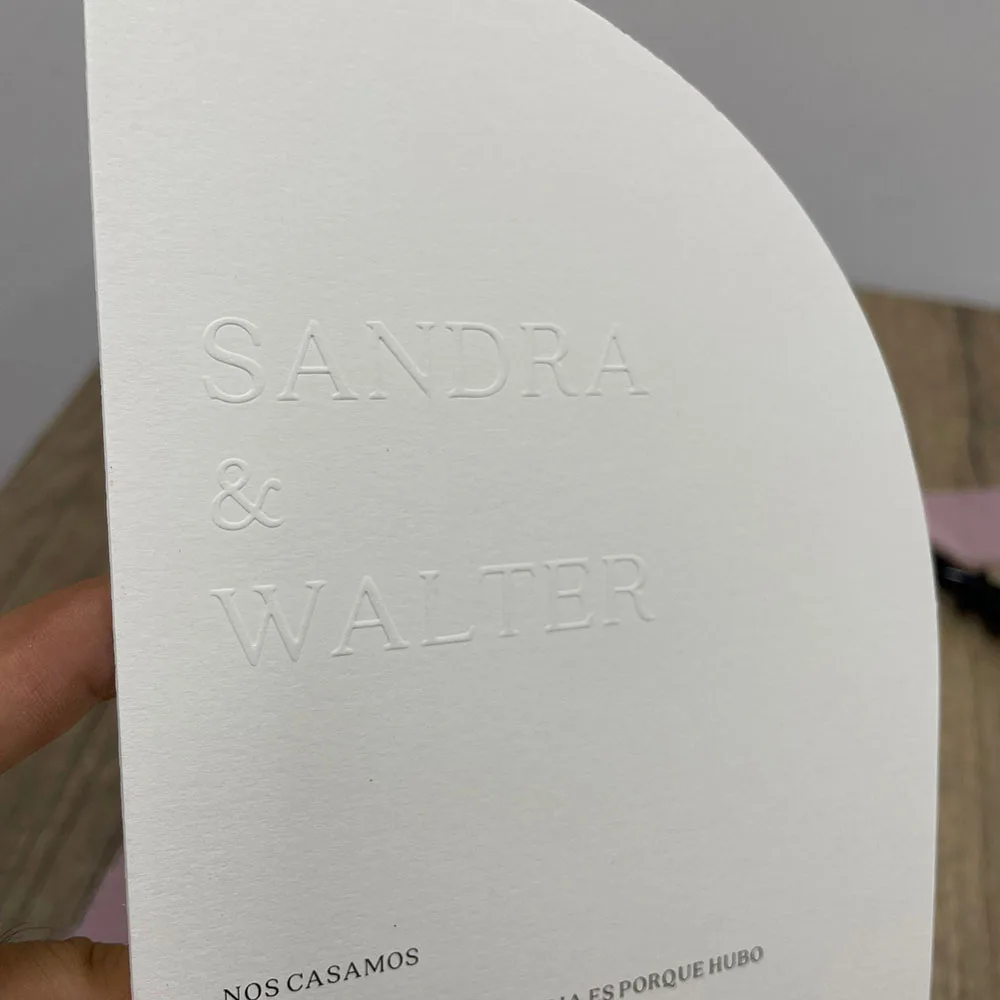 SANDRA
&
WALTER
NOS CASAMOS
ES PORQUE HUBO